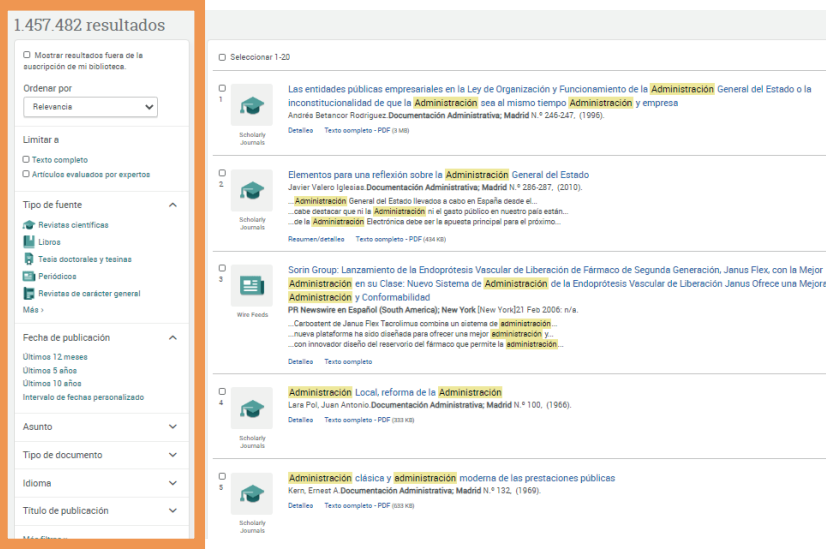 1.457.482 resultados
Mostrar resultados fuera de la
suscripción de mi biblioteca.
Ordenar por
Relevancia
Limitar a
Texto completo
Artículos evaluados por expertos
Tipo de fuente
Revistas científicas
Libros
Tesis doctorales y tesinas
Periódicos
Revistas de carácter general
Más ›
Fecha de publicación
Últimos 12 meses
Últimos 5 años
Últimos 10 años
Intervalo de fechas personalizado
Asunto
Tipo de documento
Idioma
Título de publicación
Más filtros
Seleccionar 1-20
1
Scholarly
Journals
Las entidades públicas empresariales en la Ley de Organización y Funcionamiento de la Administración General del Estado o la
inconstitucionalidad de que la Administración sea al mismo tiempo Administración y empresa
Andrés Betancor Rodríguez.Documentación Administrativa; Madrid N.º 246-247, (1996).
Detalles Texto completo - PDF (3 MB)
2
Scholarly
Journals
Elementos para una reflexión sobre la Administración General del Estado
Javier Valero Iglesias.Documentación Administrativa; Madrid N.º 286-287, (2010).
...Administración General del Estado llevados a cabo en España desde el...
...cabe destacar que ni la Administración ni el gasto público en nuestro país están...
...de la Administración Electrónica debe ser la apuesta principal para el próximo...
Resumen/detalles Texto completo - PDF (434 KB)
3
Wire Feeds
Sorin Group: Lanzamiento de la Endoprótesis Vascular de Liberación de Fármaco de Segunda Generación, Janus Flex, con la Mejor
Administración en su Clase: Nuevo Sistema de Administración de la Endoprótesis Vascular de Liberación Janus Ofrece una Mejora
Administración y Conformabilidad
PR Newswire en Español (South America); New York [New York]21 Feb 2006: n/a.
...Carbostent de Janus Flex Tacrolimus combina un sistema de administración...
...nueva plataforma ha sido diseñada para ofrecer una mejor administración y...
...con innovador diseño del reservorio del fármaco que permite la administración...
Detalles Texto completo
4
Scholarly
Journals
Administración Local, reforma de la Administración
Lara Pol, Juan Antonio.Documentación Administrativa; Madrid N.º 100, (1966).
Detalles Texto completo - PDF (333 KB)
5
Scholarly
Journals
Administración clásica y administración moderna de las prestaciones públicas
Kern, Ernest A.Documentación Administrativa; Madrid N.º 132, (1969).
Detalles Texto completo - PDF (633 KB)